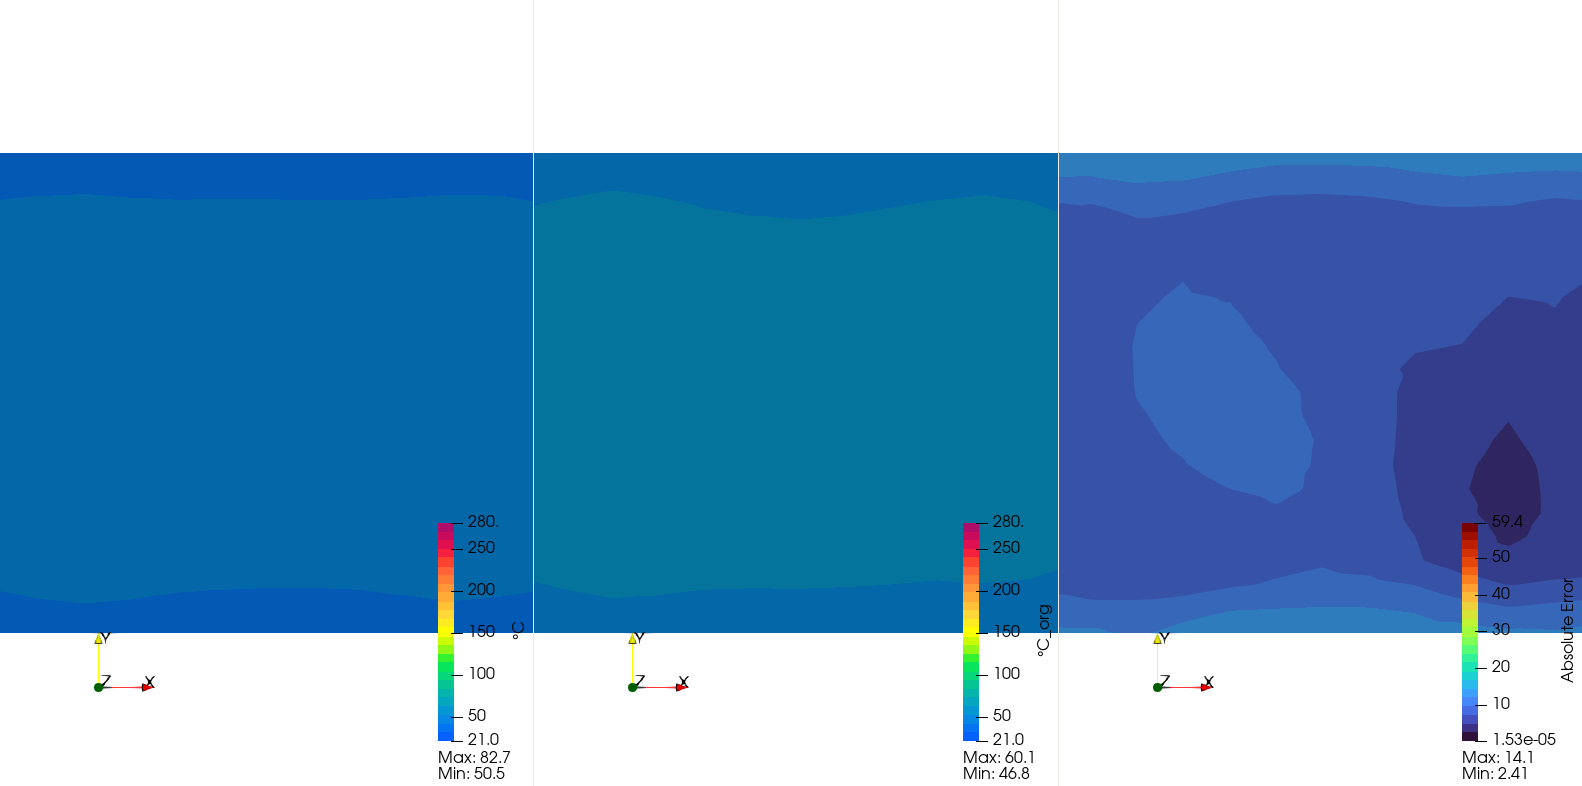 280.
250
200
150
100
50
21.0
°C
Max: 82.7
Min: 50.5
Y
Z
X
280.
250
200
150
100
50
21.0
°C_org
Max: 60.1
Min: 46.8
Y
Z
X
59.4
50
40
30
20
10
1.53e-05
Absolute Error
Max: 14.1
Min: 2.41
Y
Z
X